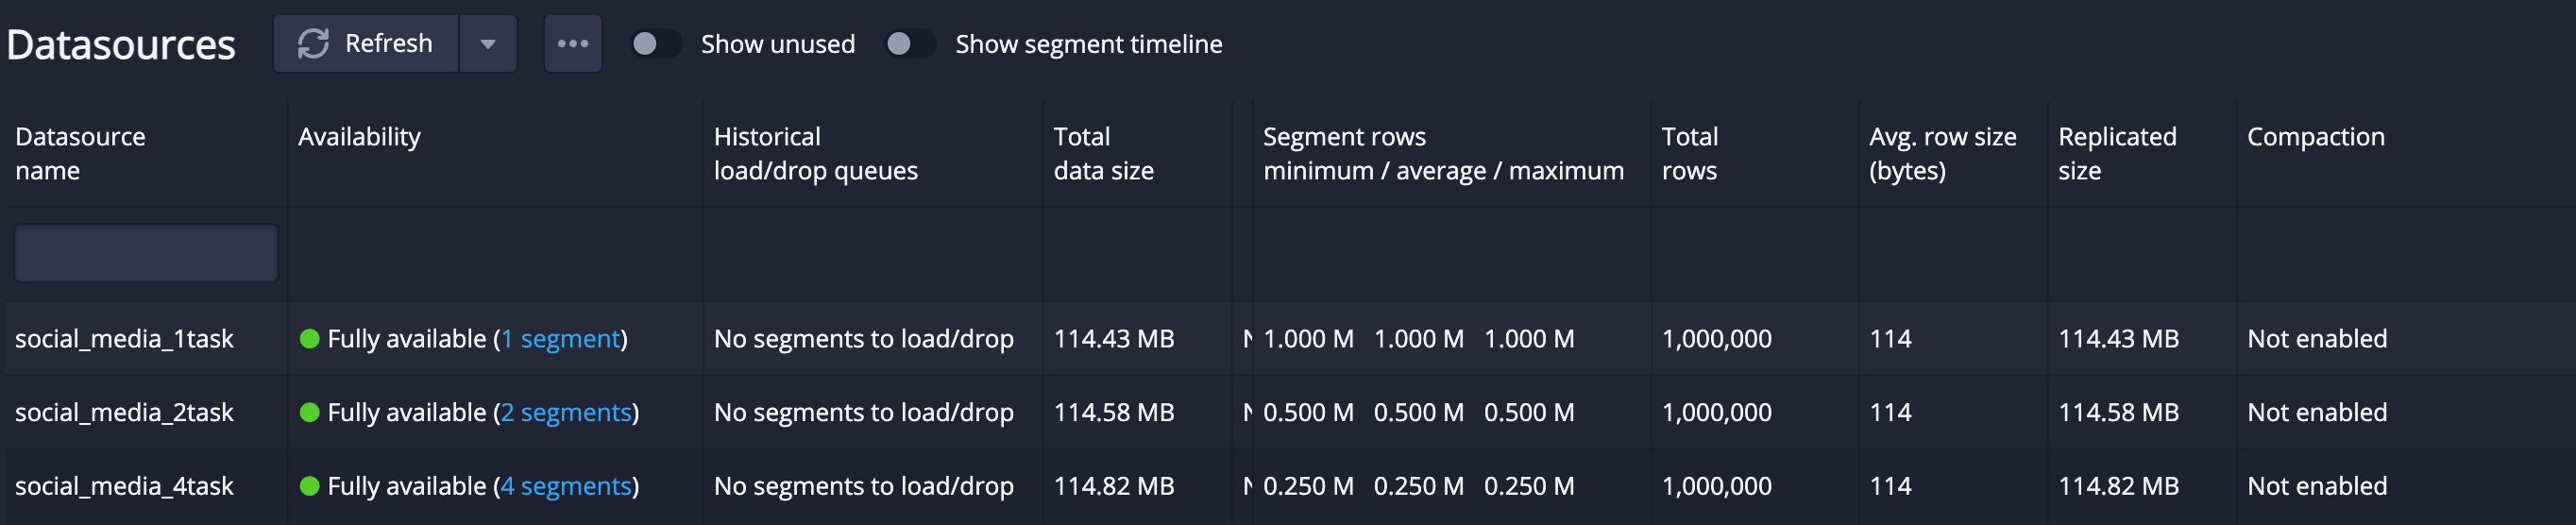 Datasources Refresh ••• Show unused Show segment timeline
Datasource name Availability Historical load/drop queues Total data size Segment rows minimum / average / maximum Total rows Avg. row size (bytes) Replicated size Compaction
social_media_1task Fully available (1 segment) No segments to load/drop 114.43 MB 1.000 M 1.000 M 1.000 M 1,000,000 114 114.43 MB Not enabled
social_media_2task Fully available (2 segments) No segments to load/drop 114.58 MB 0.500 M 0.500 M 0.500 M 1,000,000 114 114.58 MB Not enabled
social_media_4task Fully available (4 segments) No segments to load/drop 114.82 MB 0.250 M 0.250 M 0.250 M 1,000,000 114 114.82 MB Not enabled